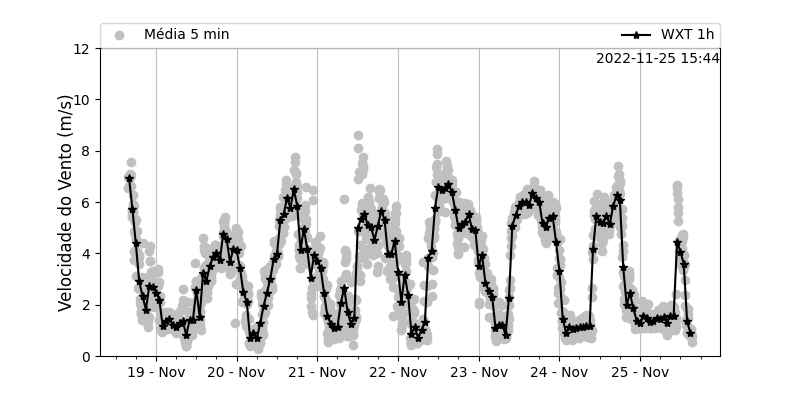 Média 5 min
WXT 1h
2022-11-25 15:44
Velocidade do Vento (m/s)
12
10
8
6
4
2
0
19 - Nov
20 - Nov
21 - Nov
22 - Nov
23 - Nov
24 - Nov
25 - Nov